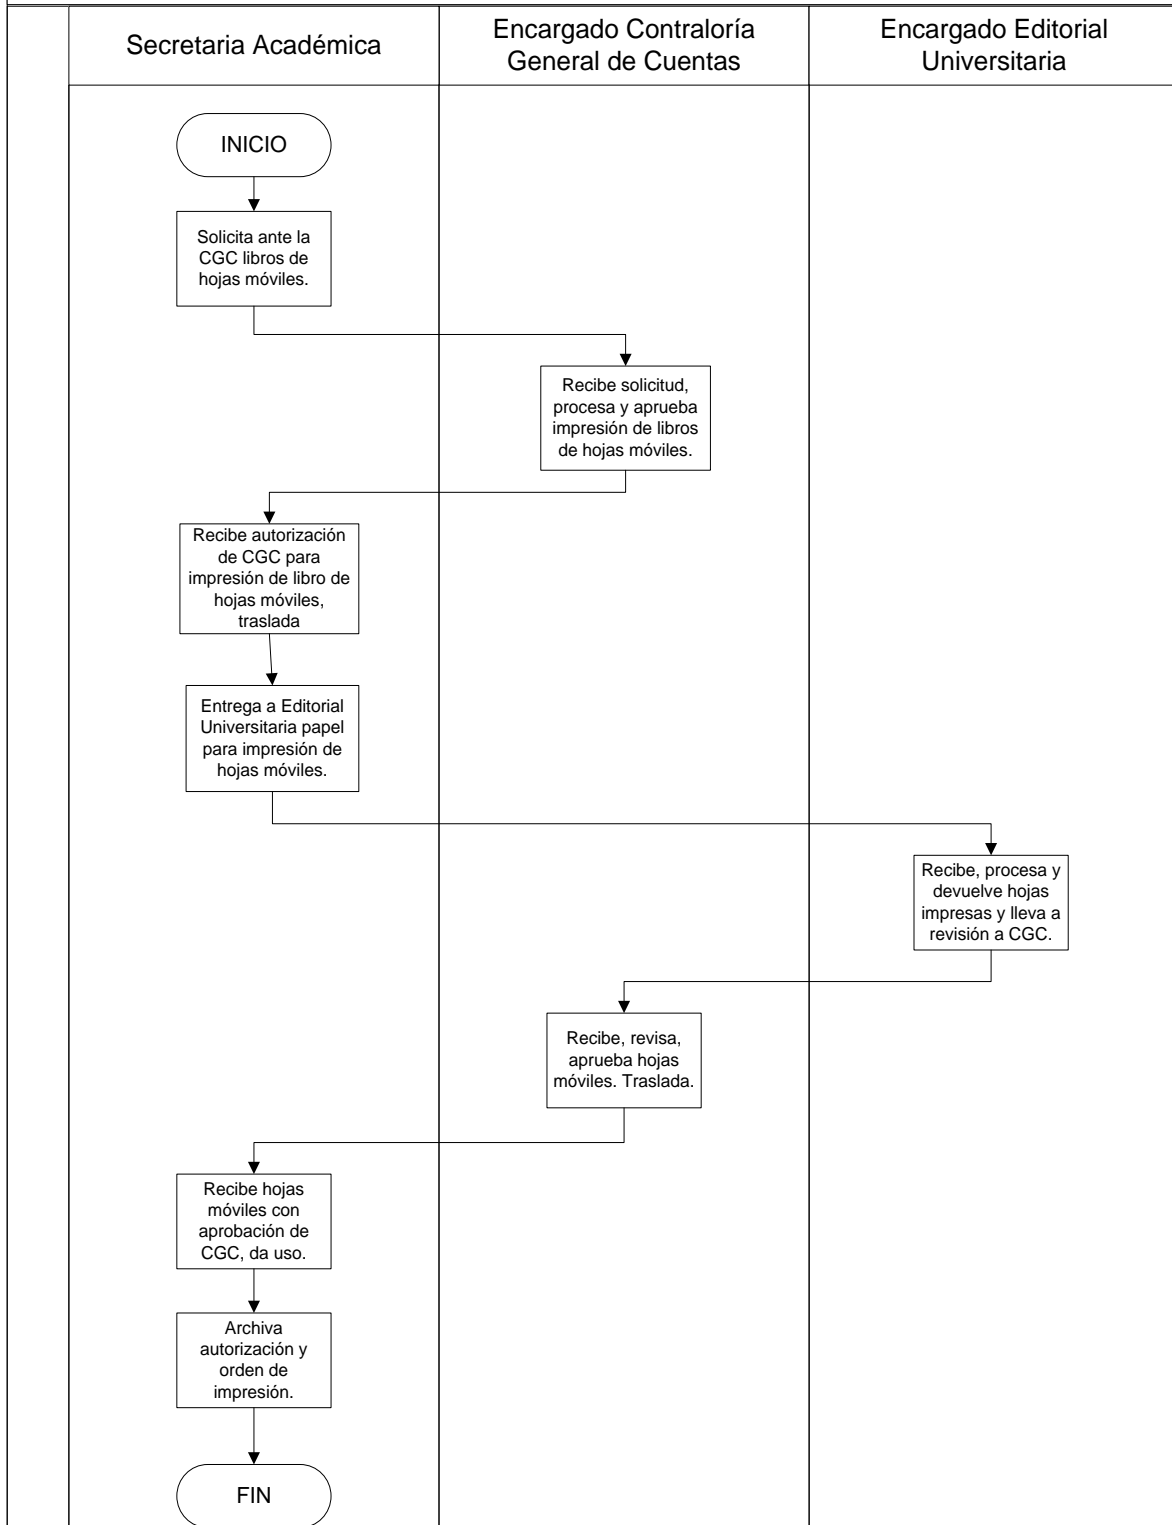 Secretaria Académica
Encargado Contraloría
General de Cuentas
Encargado Editorial
Universitaria
INICIO
Solicita ante la
CGC libros de
hojas móviles.
Recibe solicitud,
procesa y aprueba
impresión de libros
de hojas móviles.
Recibe autorización
de CGC para
impresión de libro de
hojas móviles,
traslada
Entrega a Editorial
Universitaria papel
para impresión de
hojas móviles.
Recibe, procesa y
devuelve hojas
impresas y lleva a
revisión a CGC.
Recibe, revisa,
aprueba hojas
móviles. Traslada.
Recibe hojas
móviles con
aprobación de
CGC, da uso.
Archiva
autorización y
orden de
impresión.
FIN